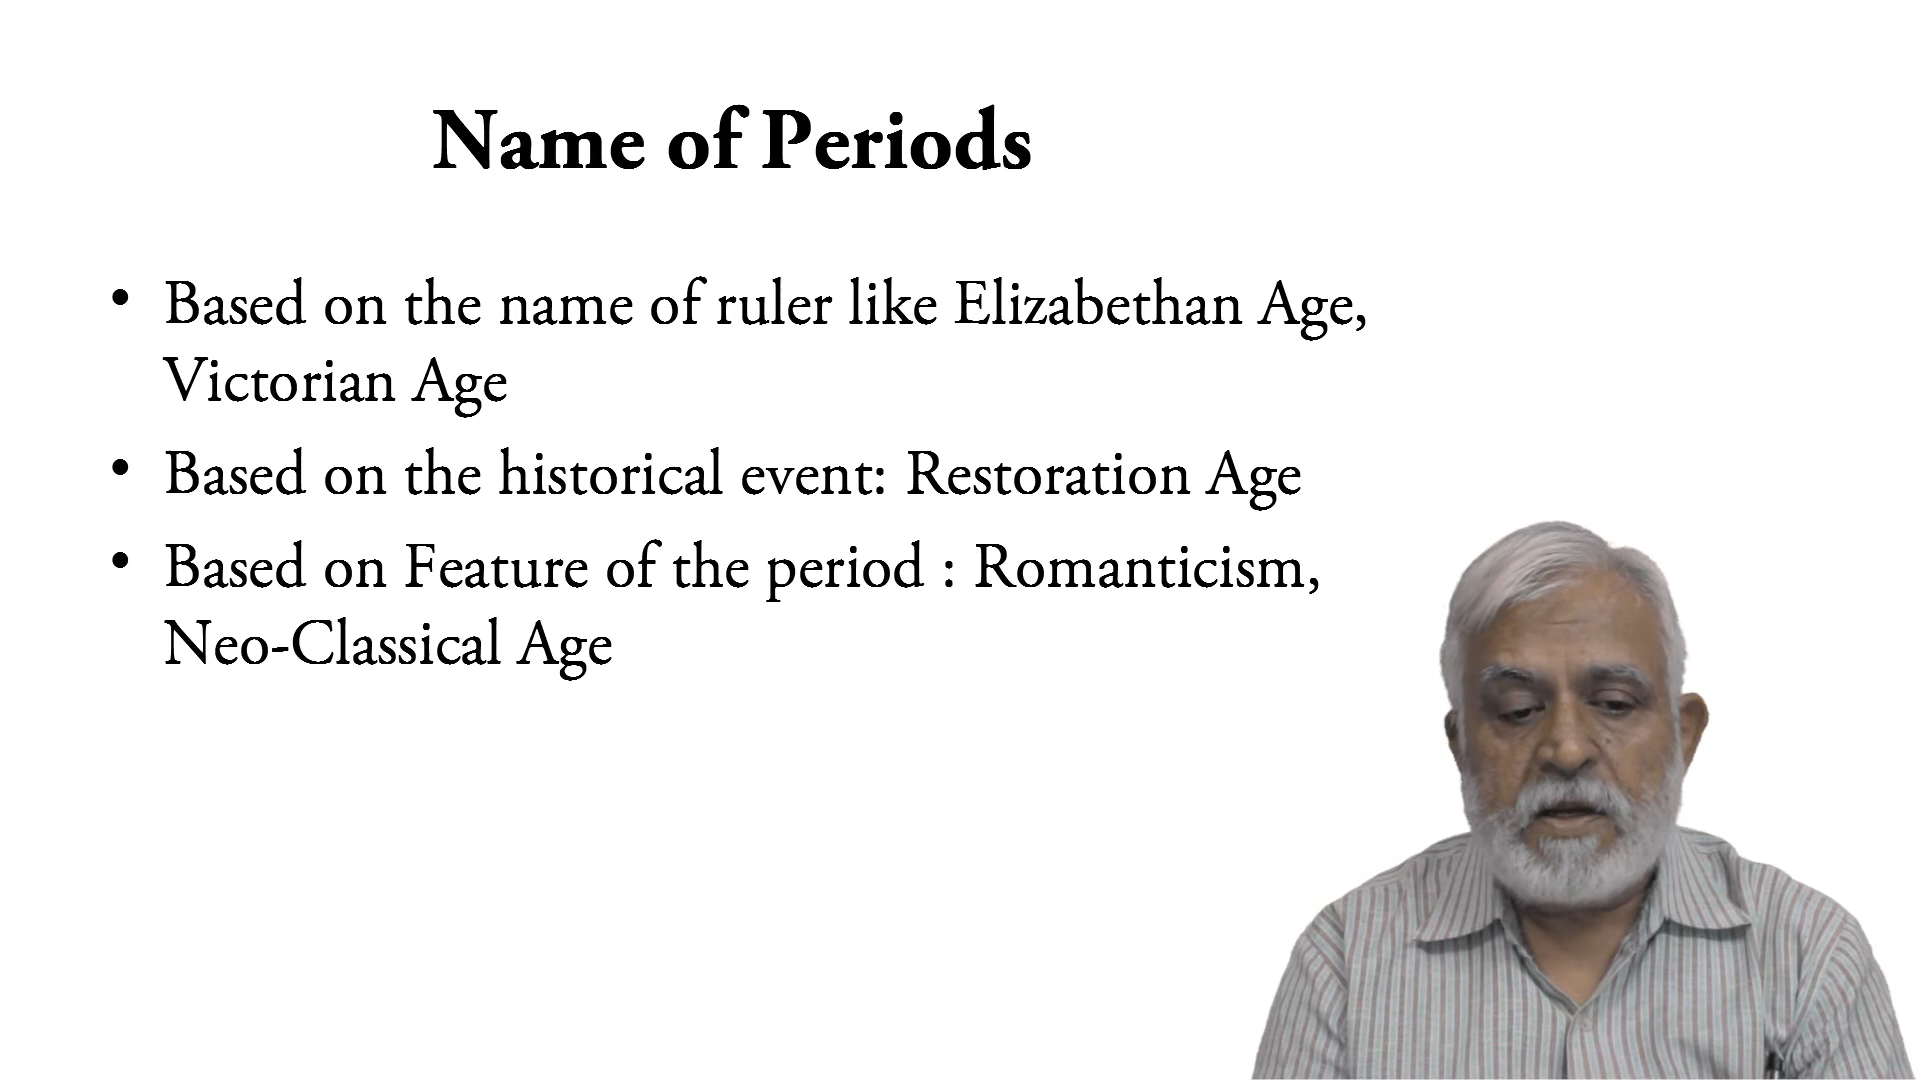 Name of Periods
• Based on the name of ruler like Elizabethan Age,
Victorian Age
• Based on the historical event: Restoration Age
• Based on Feature of the period : Romanticism,
Neo-Classical Age